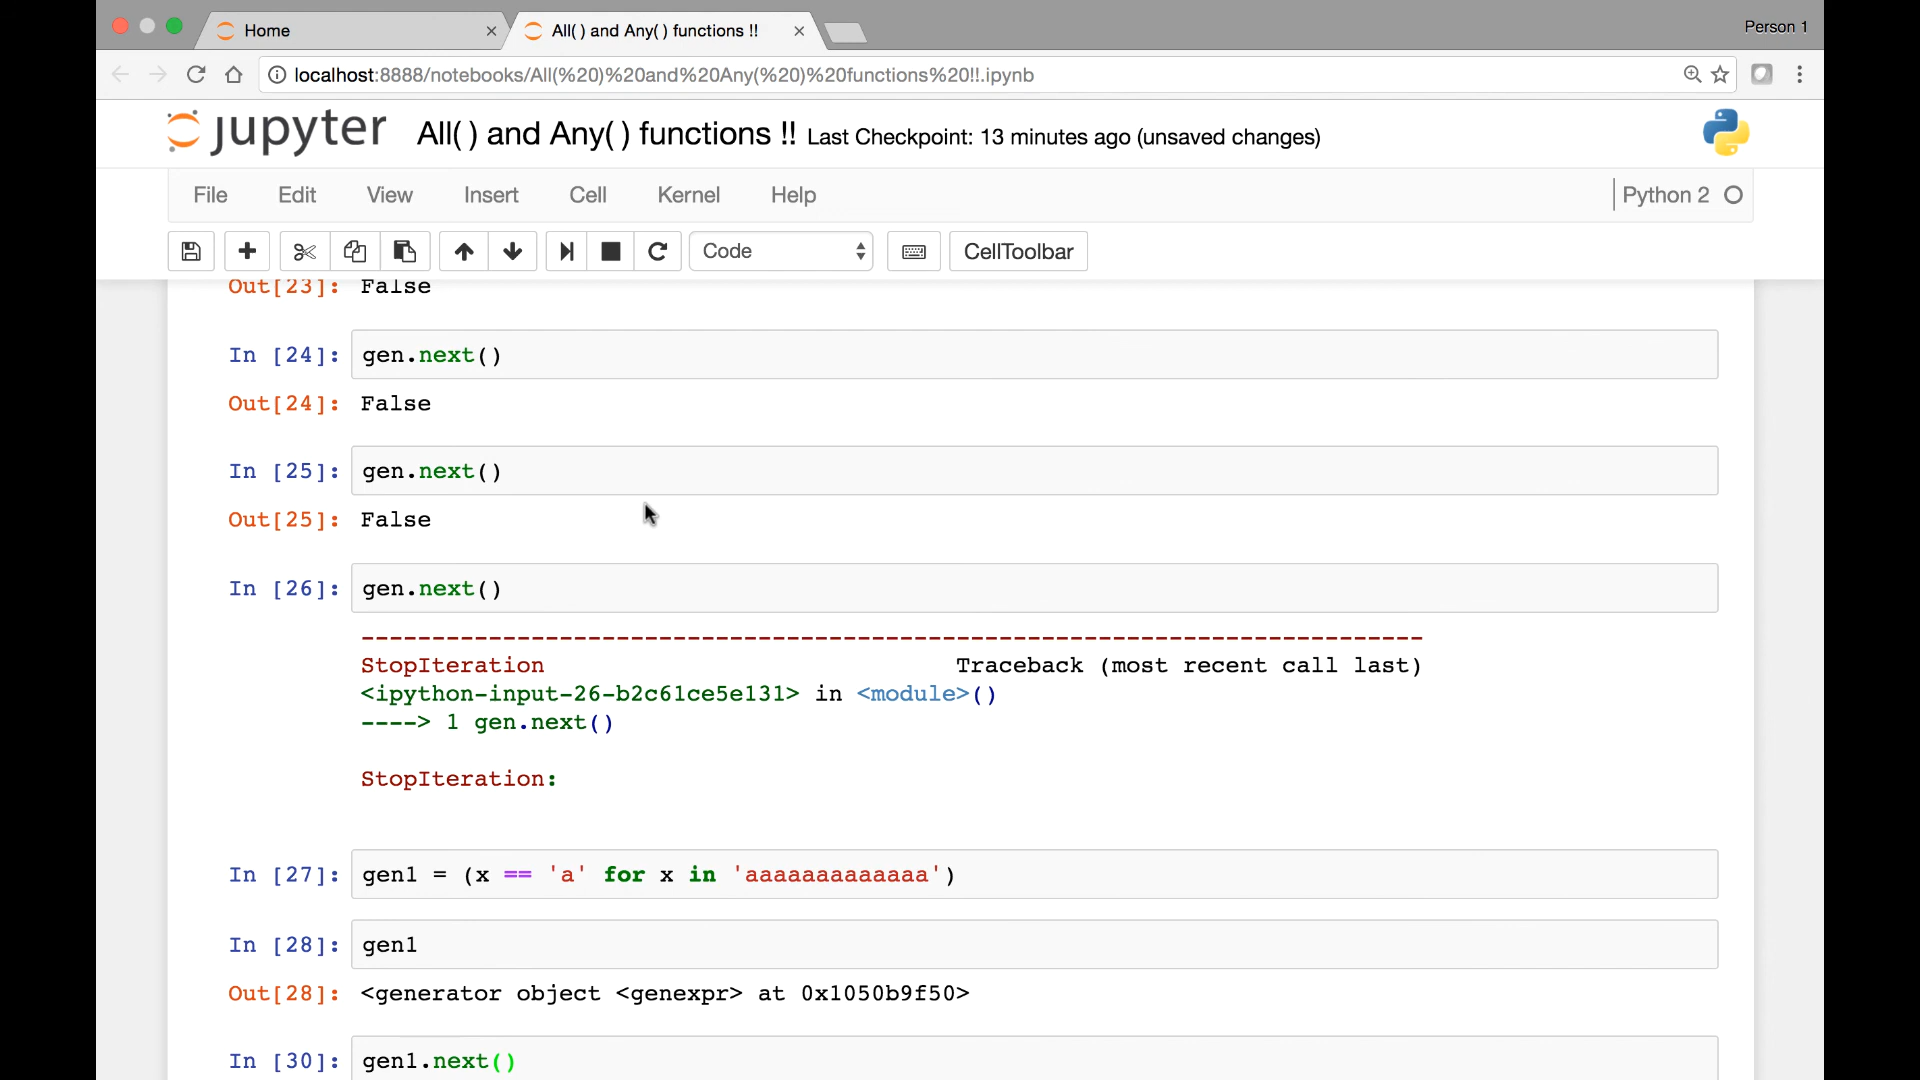 Home
All( ) and Any( ) functions !!
Person 1
localhost:8888/notebooks/All(%20)%20and%20Any(%20)%20functions%20!!.ipynb
jupyter All( ) and Any( ) functions !! Last Checkpoint: 13 minutes ago (unsaved changes)
File Edit View Insert Cell Kernel Help Python 2
Code CellToolbar
Out[23]: False
In [24]: gen.next()
Out[24]: False
In [25]: gen.next()
Out[25]: False
In [26]: gen.next()
---------------------------------------------------------------------------
StopIteration Traceback (most recent call last)
<ipython-input-26-b2c61ce5e131> in <module>()
----> 1 gen.next()
StopIteration:
In [27]: gen1 = (x == 'a' for x in 'aaaaaaaaaaaaa')
In [28]: gen1
Out[28]: <generator object <genexpr> at 0x1050b9f50>
In [30]: gen1.next()